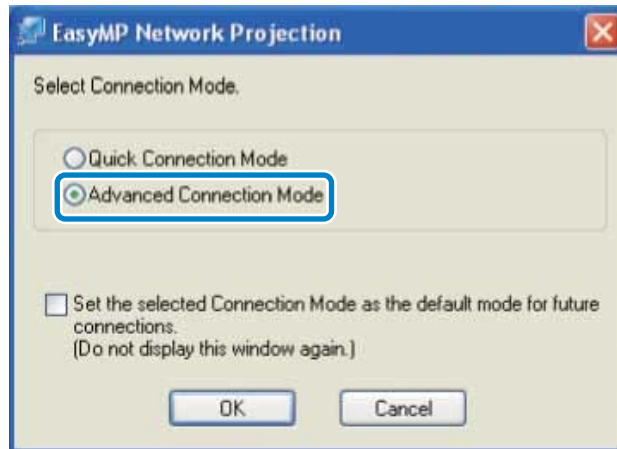 EasyMP Network Projection
Select Connection Mode.
Quick Connection Mode
Advanced Connection Mode
Set the selected Connection Mode as the default mode for future
connections.
(Do not display this window again.)
OK
Cancel